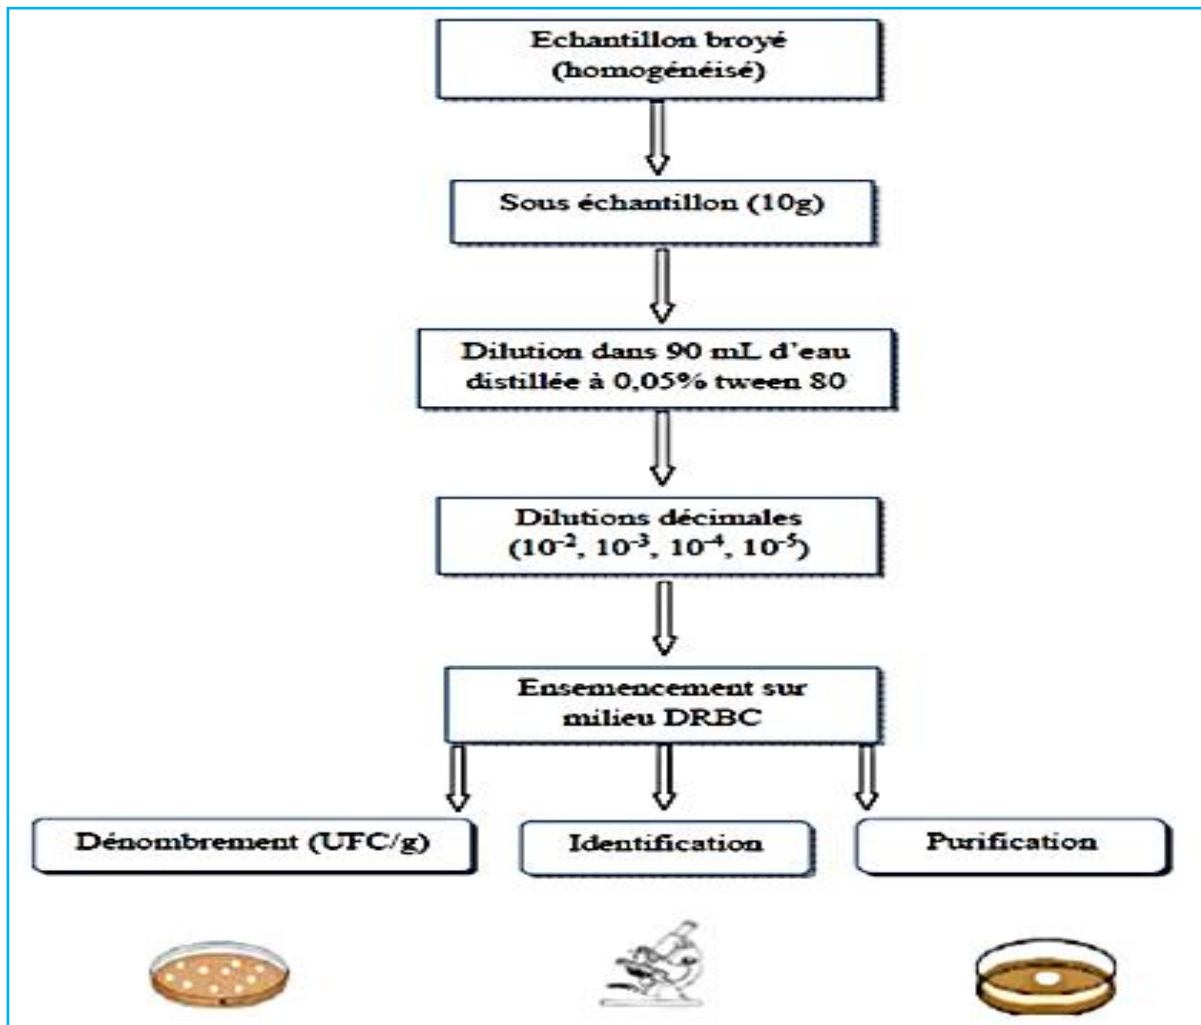 Echantillon broyé
(homogénéisé)
Sous échantillon (10g)
Dilution dans 90 mL d’eau
distillée à 0,05% tween 80
Dilutions décimales
(10⁻², 10⁻³, 10⁻⁴, 10⁻⁵)
Ensemencement sur
milieu DRBC
Dénombrement (UFC/g)
Identification
Purification